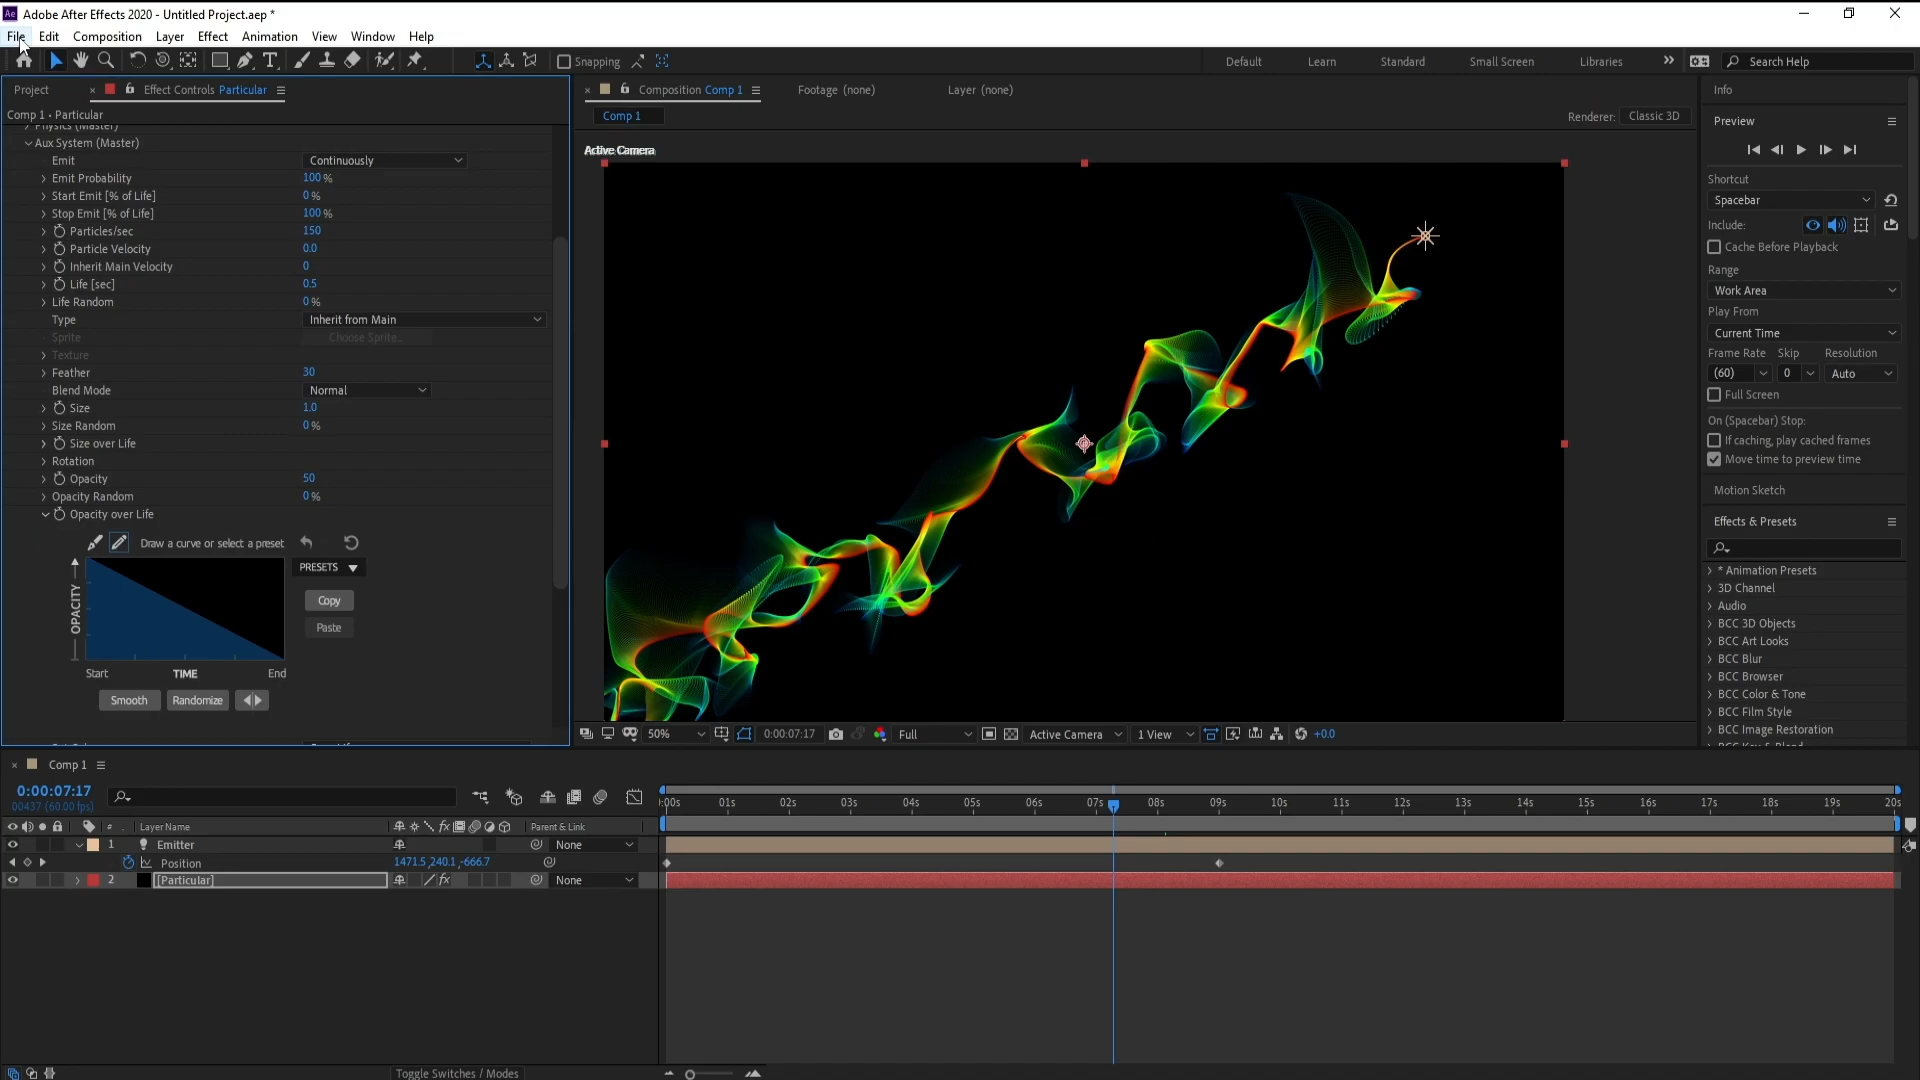 Ae Adobe After Effects 2020 - Untitled Project.aep *
File Edit Composition Layer Effect Animation View Window Help
Snapping
Default Learn Standard Small Screen Libraries » Search Help
Project × Effect Controls Particular
× Composition Comp 1 Footage (none) Layer (none)
Info
Comp 1 • Particular
Comp 1
Renderer: Classic 3D
Physics (Master)
Aux System (Master)
Emit Continuously
Emit Probability 100 %
Start Emit [% of Life] 0 %
Stop Emit [% of Life] 100 %
Particles/sec 150
Particle Velocity 0.0
Inherit Main Velocity 0
Life [sec] 0.5
Life Random 0 %
Type Inherit from Main
Sprite Choose Sprite...
Texture
Feather 30
Blend Mode Normal
Size 1.0
Size Random 0 %
Size over Life
Rotation
Opacity 50
Opacity Random 0 %
Opacity over Life
Draw a curve or select a preset
PRESETS
Copy
Paste
OPACITY
Start TIME End
Smooth Randomize
Active Camera
50% 0:00:07:17 Full Active Camera 1 View +0.0
Preview
Shortcut
Spacebar
Include:
Cache Before Playback
Range
Work Area
Play From
Current Time
Frame Rate Skip Resolution
(60) 0 Auto
Full Screen
On (Spacebar) Stop:
If caching, play cached frames
Move time to preview time
Motion Sketch
Effects & Presets
* Animation Presets
3D Channel
Audio
BCC 3D Objects
BCC Art Looks
BCC Blur
BCC Browser
BCC Color & Tone
BCC Film Style
BCC Image Restoration
× Comp 1
0:00:07:17
00437 (60.00 fps)
:00s 01s 02s 03s 04s 05s 06s 07s 08s 09s 10s 11s 12s 13s 14s 15s 16s 17s 18s 19s 20s
# . Layer Name fx Parent & Link
1 Emitter None
Position 1471.5,240.1,-666.7
2 [Particular] fx None
Toggle Switches / Modes